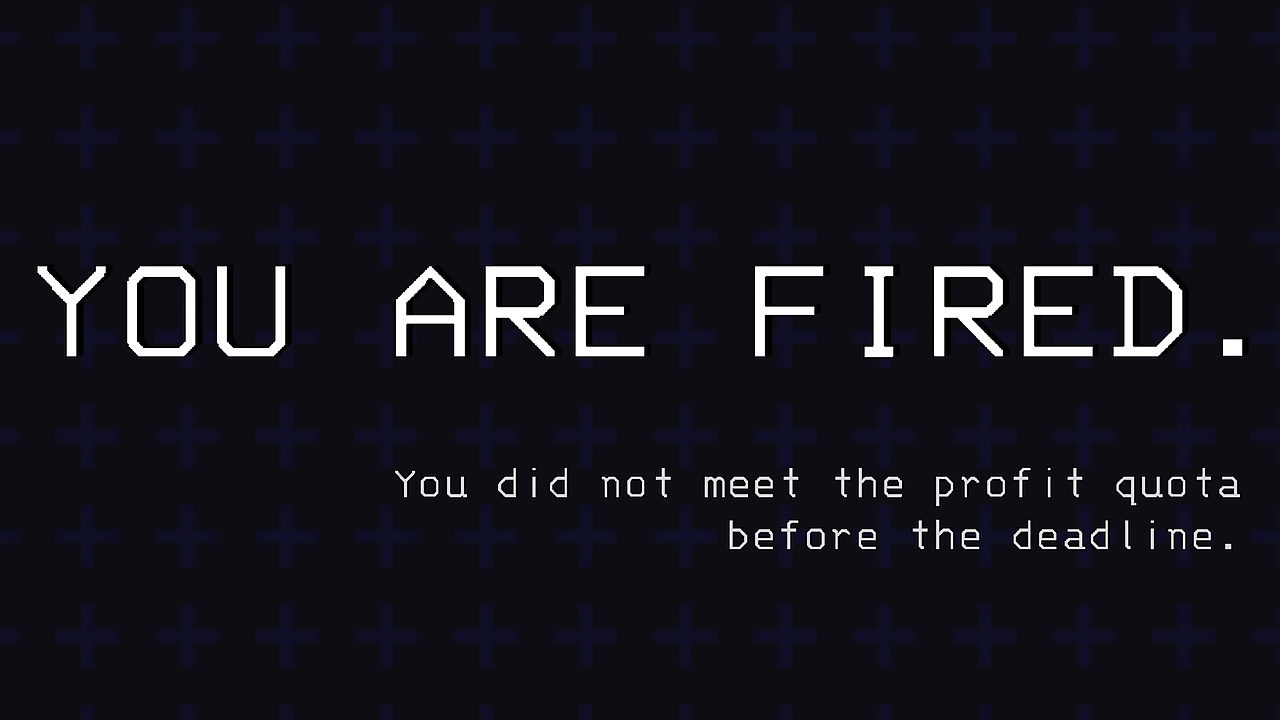 YOU ARE FIRED.
You did not meet the profit quota
before the deadline.